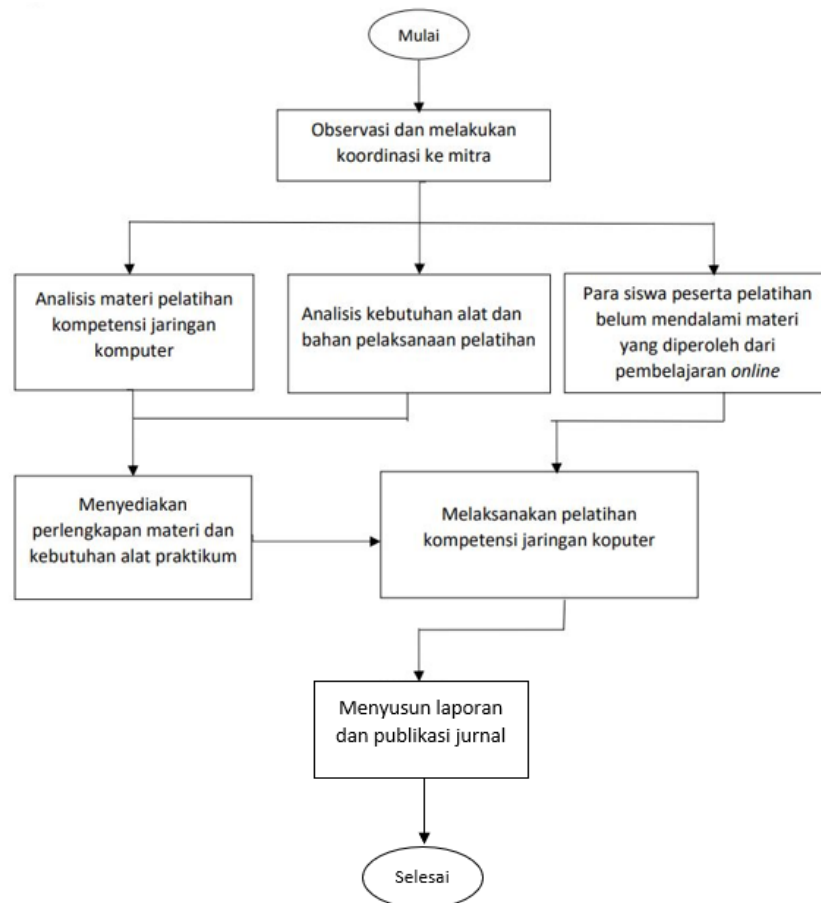 Mulai
Observasi dan melakukan
koordinasi ke mitra
Analisis materi pelatihan
kompetensi jaringan
komputer
Analisis kebutuhan alat dan
bahan pelaksanaan pelatihan
Para siswa peserta pelatihan
belum mendalami materi
yang diperoleh dari
pembelajaran online
Menyediakan
perlengkapan materi dan
kebutuhan alat praktikum
Melaksanakan pelatihan
kompetensi jaringan koputer
Menyusun laporan
dan publikasi jurnal
Selesai